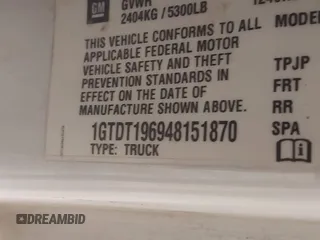 GM
GVWR
2404KG / 5300LB
THIS VEHICLE CONFORMS TO ALL
APPLICABLE FEDERAL MOTOR
VEHICLE SAFETY AND THEFT
PREVENTION STANDARDS IN
EFFECT ON THE DATE OF
MANUFACTURE SHOWN ABOVE.
1GTDT196948151870
TYPE: TRUCK
MODEL
TPJP
FRT
RR
SPA
DREAMBID